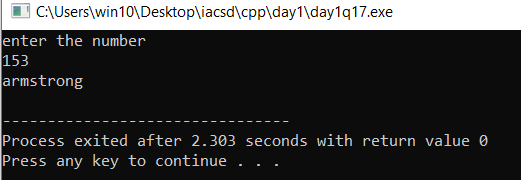 C:\Users\win10\Desktop\iacsd\cpp\day1\day1q17.exe
enter the number
153
armstrong
--------------------------------
Process exited after 2.303 seconds with return value 0
Press any key to continue . . .